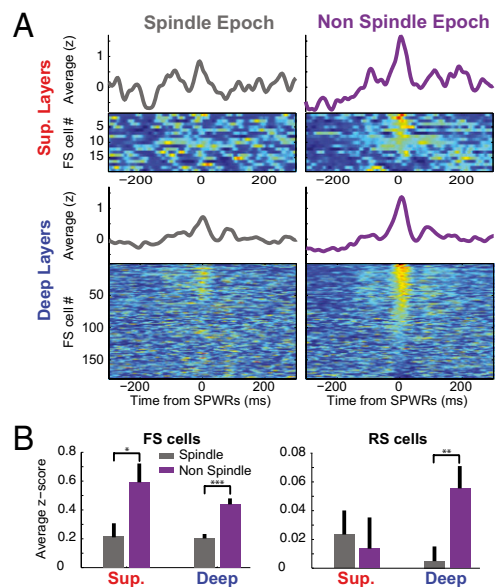 A
Spindle Epoch
Non Spindle Epoch
Sup. Layers
Average (z)
1
0
FS cell #
5
10
15
−200 0 200
−200 0 200
Deep Layers
Average (z)
1
0
FS cell #
50
100
150
−200 0 200
−200 0 200
Time from SPWRs (ms)
Time from SPWRs (ms)
B
FS cells
RS cells
Average z−score
0.8
0.6
0.4
0.2
0
*
***
Spindle
Non Spindle
Sup.
Deep
0.08
0.06
0.04
0.02
0
**
Sup.
Deep